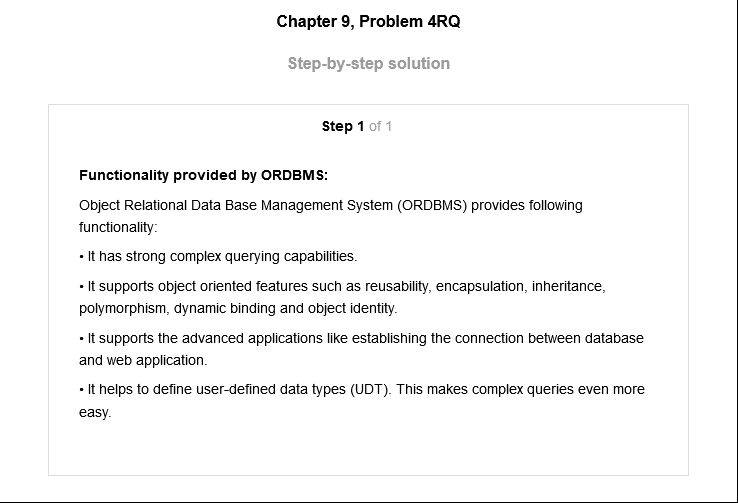 Chapter 9, Problem 4RQ
Step-by-step solution
Step 1 of 1
Functionality provided by ORDBMS:
Object Relational Data Base Management System (ORDBMS) provides following
functionality:
• It has strong complex querying capabilities.
• It supports object oriented features such as reusability, encapsulation, inheritance,
polymorphism, dynamic binding and object identity.
• It supports the advanced applications like establishing the connection between database
and web application.
• It helps to define user-defined data types (UDT). This makes complex queries even more
easy.